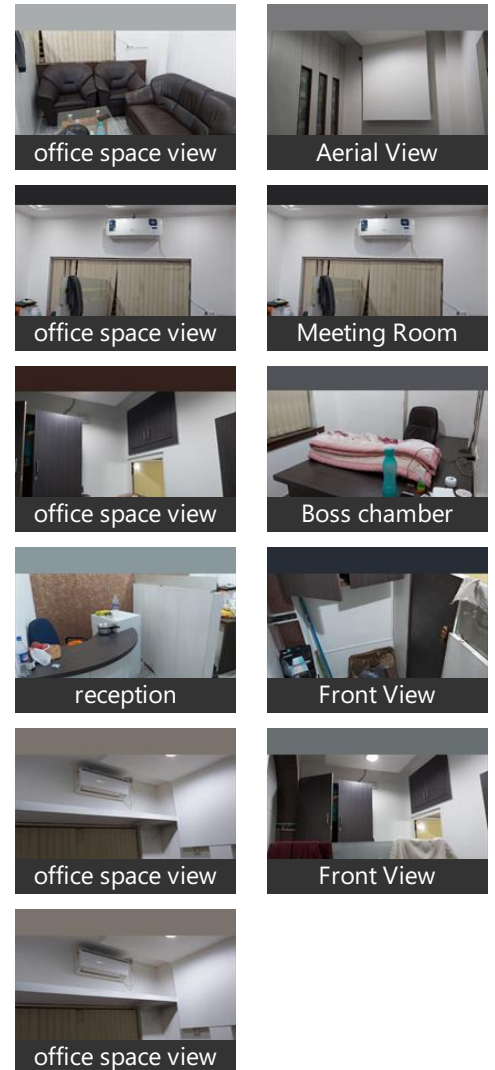 office space view
Aerial View
office space view
Meeting Room
office space view
Boss chamber
reception
Front View
office space view
Front View
office space view